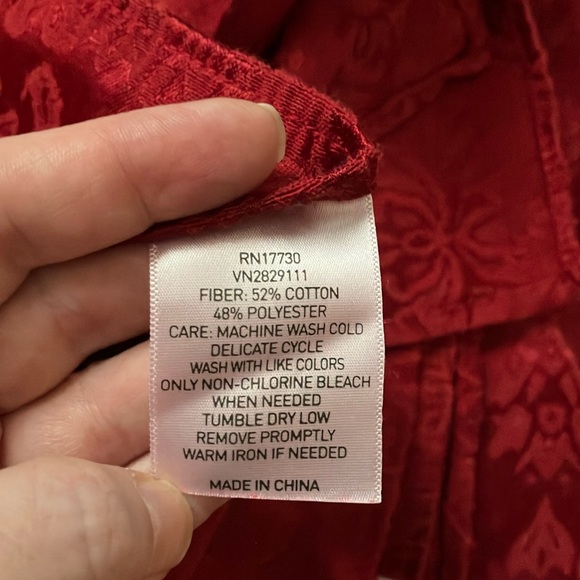 RN17730
VN2829111
FIBER: 52% COTTON
48% POLYESTER
CARE: MACHINE WASH COLD
DELICATE CYCLE
WASH WITH LIKE COLORS
ONLY NON-CHLORINE BLEACH
WHEN NEEDED
TUMBLE DRY LOW
REMOVE PROMPTLY
WARM IRON IF NEEDED
MADE IN CHINA